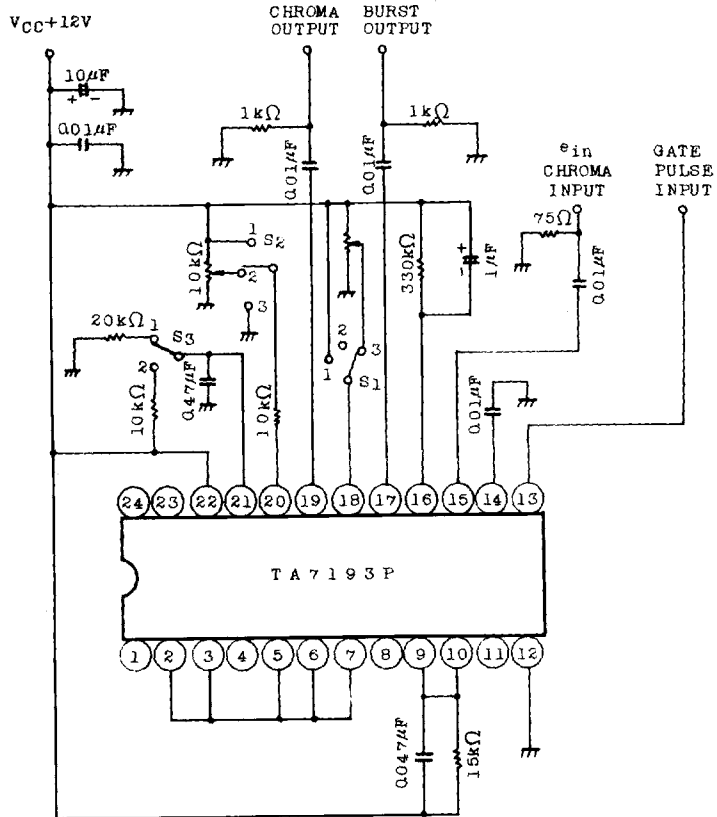 VCC+12V
CHROMA OUTPUT
BURST OUTPUT
10μF
+ -
0.01μF
1kΩ
1kΩ
0.01μF
0.01μF
ein
CHROMA
INPUT
GATE
PULSE
INPUT
75Ω
0.01μF
1
S2
10kΩ
2
3
330kΩ
+
-
1μF
20kΩ
1
S3
2
0.47μF
10kΩ
10kΩ
2
3
1
S1
0.01μF
24 23 22 21 20 19 18 17 16 15 14 13
TA7193P
1 2 3 4 5 6 7 8 9 10 11 12
0.047μF
15kΩ